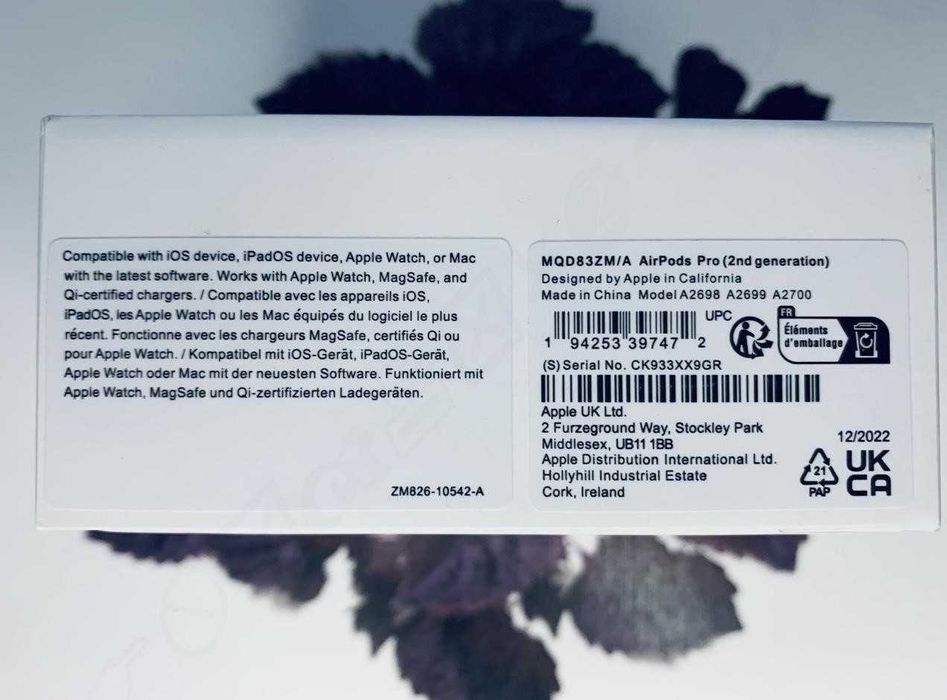 Compatible with iOS device, iPadOS device, Apple Watch, or Mac
with the latest software. Works with Apple Watch, MagSafe, and
Qi-certified chargers. / Compatible avec les appareils iOS,
iPadOS, les Apple Watch ou les Mac équipés du logiciel le plus
récent. Fonctionne avec les chargeurs MagSafe, certifiés Qi ou
pour Apple Watch. / Kompatibel mit iOS-Gerät, iPadOS-Gerät,
Apple Watch oder Mac mit der neuesten Software. Funktioniert mit
Apple Watch, MagSafe und Qi-zertifizierten Ladegeräten.
ZM826-10542-A
MQD83ZM/A AirPods Pro (2nd generation)
Designed by Apple in California
Made in China Model A2698 A2699 A2700
UPC
1 94253 39747 2
FR
Éléments
d'emballage
(S) Serial No. CK933XX9GR
Apple UK Ltd.
2 Furzeground Way, Stockley Park
Middlesex, UB11 1BB
Apple Distribution International Ltd.
Hollyhill Industrial Estate
Cork, Ireland
12/2022
21
PAP
UK
CA